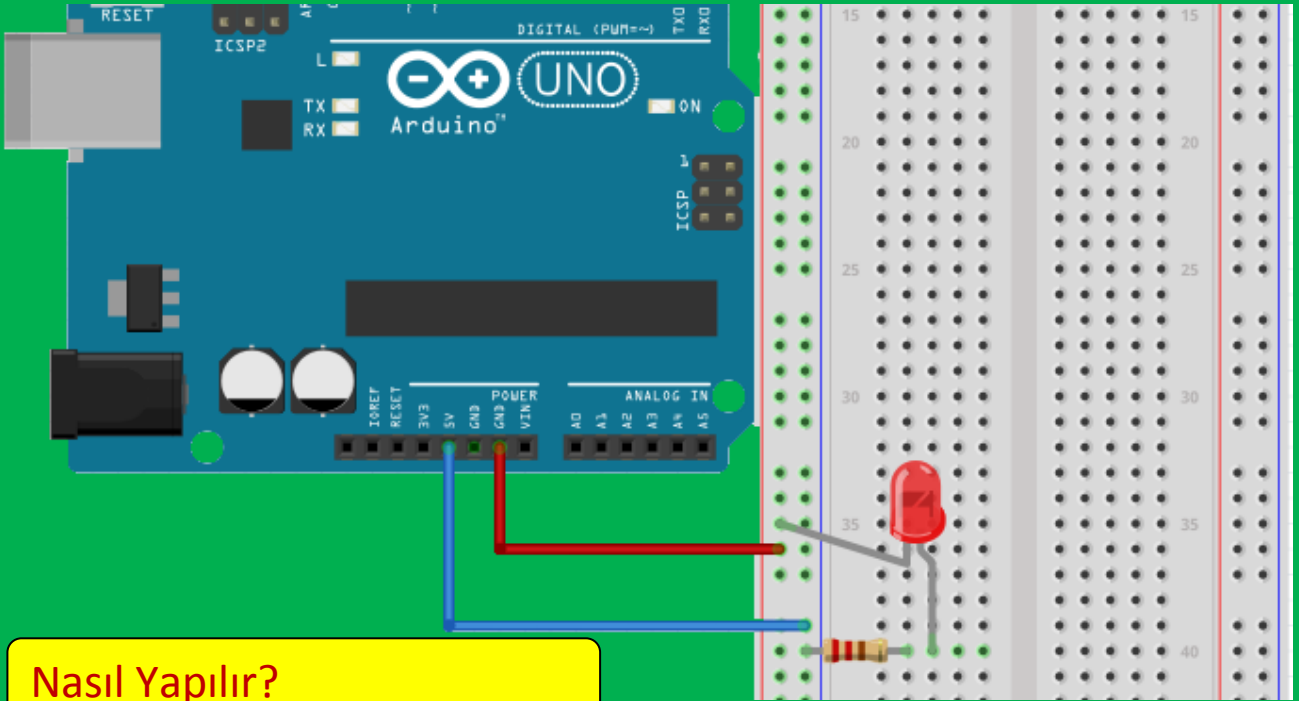 RESET
ICSP2
DIGITAL (PWM=~)
TX0
RX0
L
TX
RX
UNO
Arduino™
ON
1
ICSP
15
15
20
20
25
25
30
30
35
35
40
40
POWER
ANALOG IN
IOREF
RESET
3V3
5V
GND
GND
VIN
A0
A1
A2
A3
A4
A5
Nasıl Yapılır?